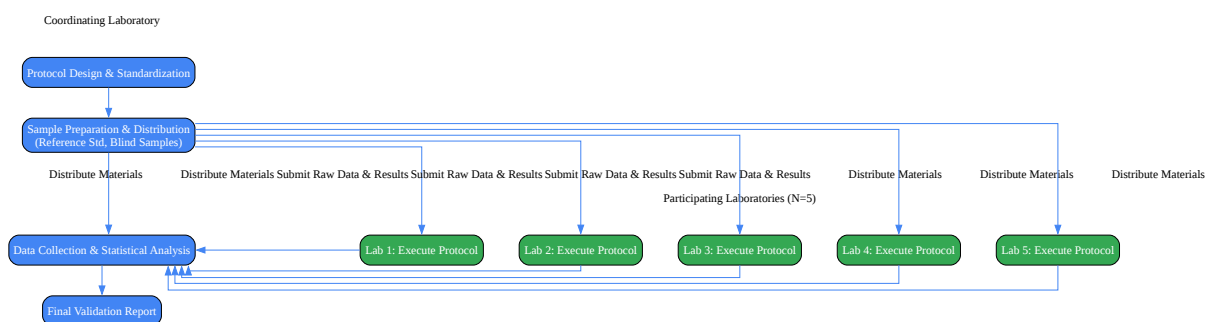 Coordinating Laboratory
Protocol Design & Standardization
Sample Preparation & Distribution
(Reference Std, Blind Samples)
Distribute Materials
Distribute Materials
Submit Raw Data & Results
Submit Raw Data & Results
Submit Raw Data & Results
Submit Raw Data & Results
Distribute Materials
Distribute Materials
Distribute Materials
Participating Laboratories (N=5)
Data Collection & Statistical Analysis
Lab 1: Execute Protocol
Lab 2: Execute Protocol
Lab 3: Execute Protocol
Lab 4: Execute Protocol
Lab 5: Execute Protocol
Final Validation Report